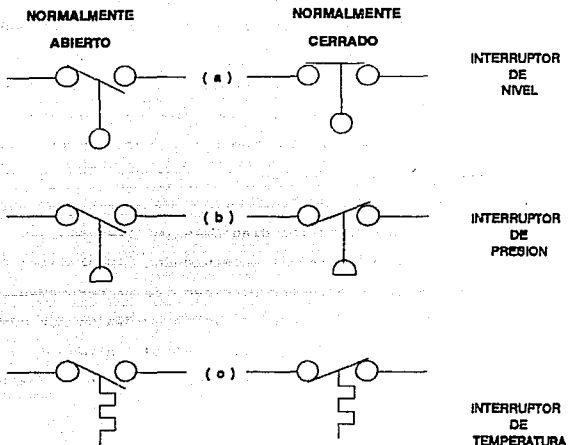 NORMALMENTE
ABIERTO
NORMALMENTE
CERRADO
( a )
INTERRUPTOR
DE
NIVEL
( b )
INTERRUPTOR
DE
PRESION
( c )
INTERRUPTOR
DE
TEMPERATURA